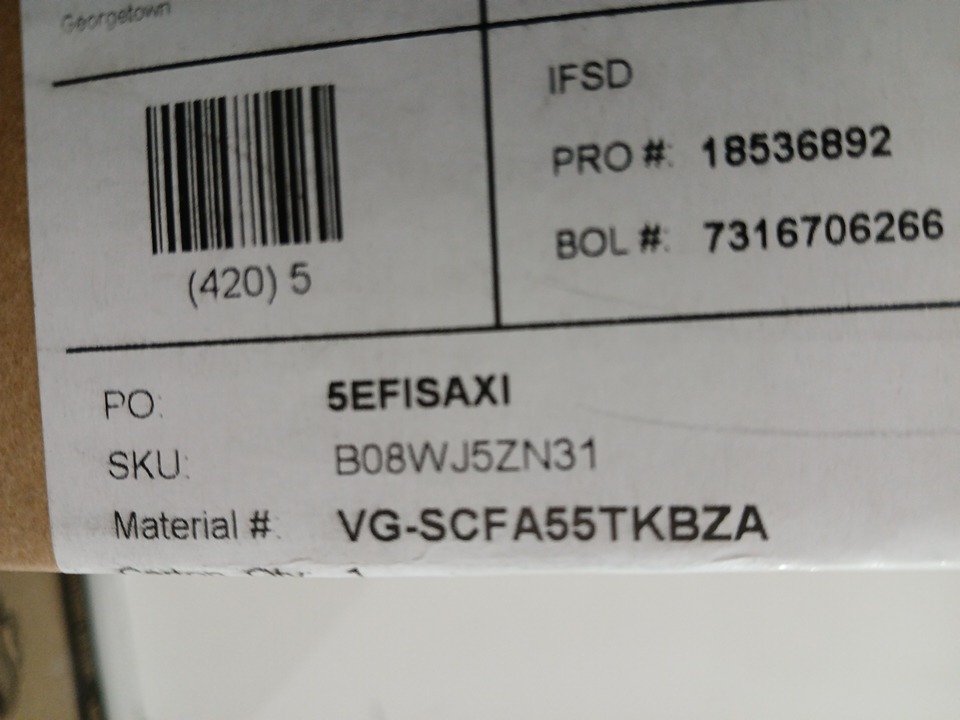 Georgetown
IFSD
PRO #: 18536892
BOL #: 7316706266
(420) 5
PO: 5EFISAXI
SKU: B08WJ5ZN31
Material #: VG-SCFA55TKBZA